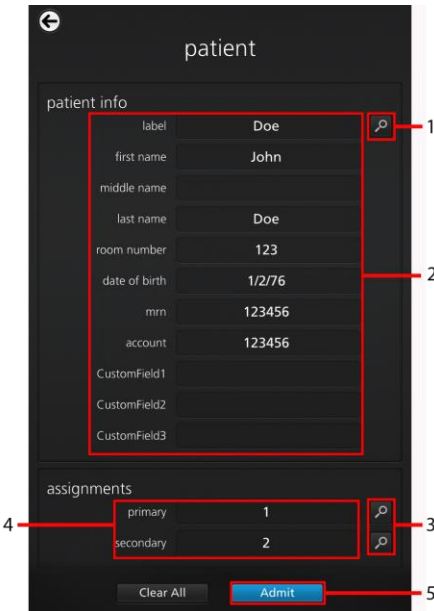 patient
patient info
label Doe 1
first name John
middle name
last name Doe
room number 123
date of birth 1/2/76 2
mrn 123456
account 123456
CustomField1
CustomField2
CustomField3
assignments
primary 1
4 3
secondary 2
Clear All Admit 5